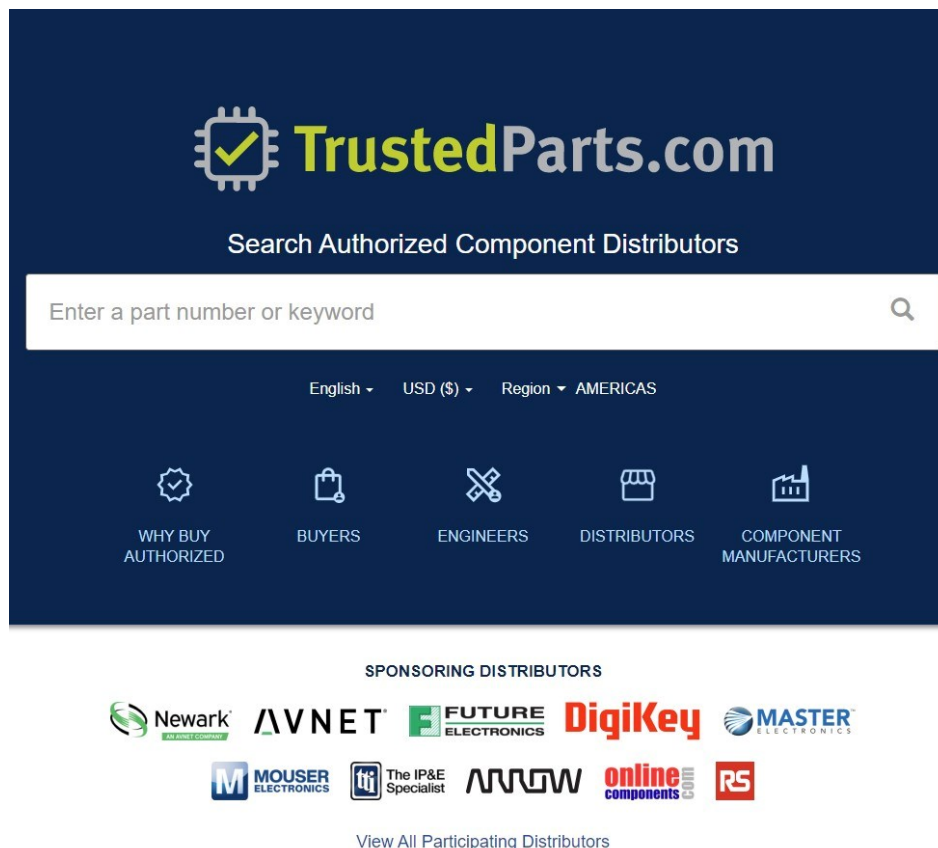 TrustedParts.com
Search Authorized Component Distributors
Enter a part number or keyword
English USD ($) Region AMERICAS
WHY BUY AUTHORIZED
BUYERS
ENGINEERS
DISTRIBUTORS
COMPONENT MANUFACTURERS
SPONSORING DISTRIBUTORS
Newark
AN AVNET COMPANY
AVNET
F FUTURE ELECTRONICS
DigiKey
MASTER ELECTRONICS
M MOUSER ELECTRONICS
tti The IP&E Specialist
ARROW
online components com
RS
View All Participating Distributors